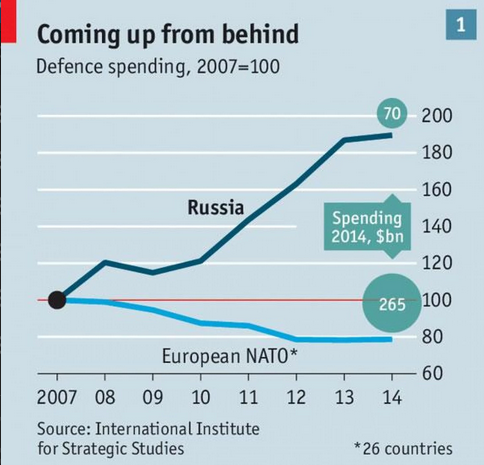 1
Coming up from behind
Defence spending, 2007=100
70
200
180
160
Russia
Spending
2014, $bn
140
120
265
100
80
European NATO*
60
2007 08 09 10 11 12 13 14
Source: International Institute
for Strategic Studies
*26 countries